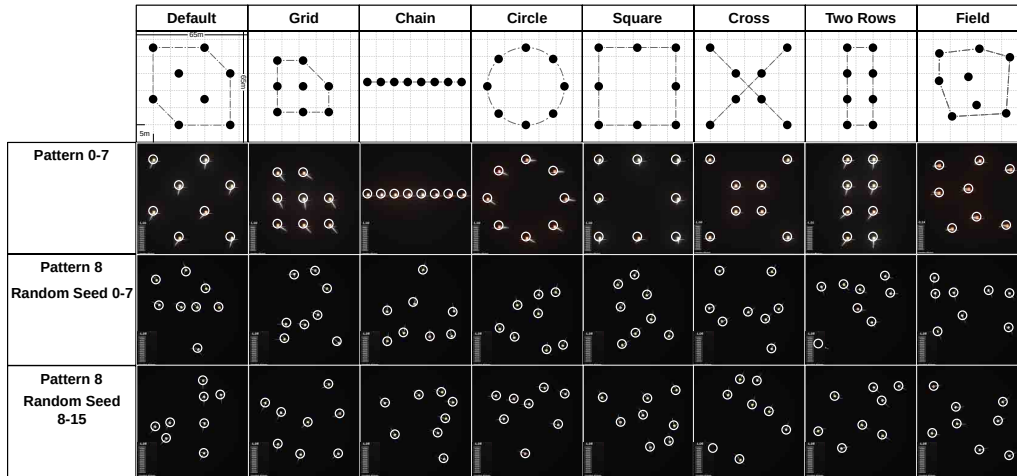 Default Grid Chain Circle Square Cross Two Rows Field
65m
65m
5m
Pattern 0-7
Pattern 8
Random Seed 0-7
Pattern 8
Random Seed
8-15